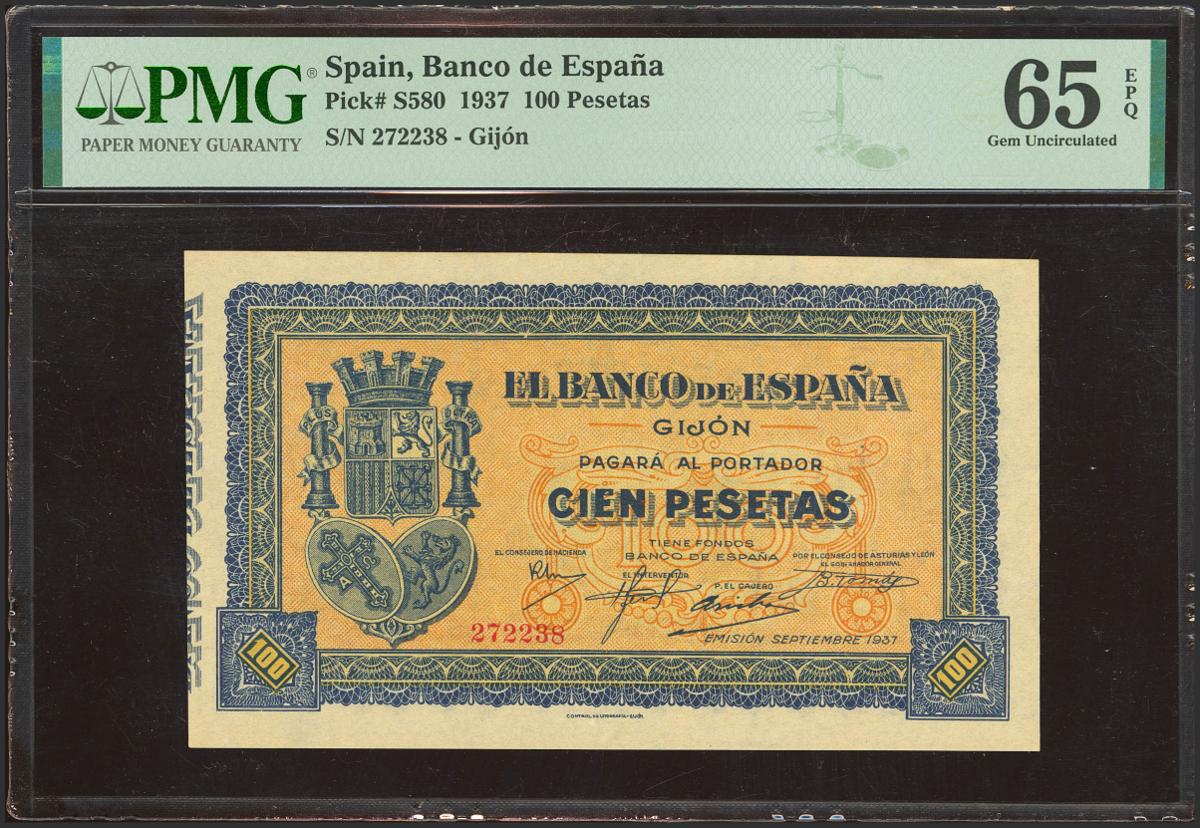 PMG®
PAPER MONEY GUARANTY
Spain, Banco de España
Pick# S580 1937 100 Pesetas
S/N 272238 - Gijón
65
EPQ
Gem Uncirculated
EL BANCO DE ESPAÑA
GIJÓN
PAGARÁ AL PORTADOR
CIEN PESETAS
TIENE FONDOS
BANCO DE ESPAÑA
EL CONSEJERO DE HACIENDA
EL INTERVENTOR
P. EL CAJERO
POR EL CONSEJO DE ASTURIAS Y LEÓN
EL GOBERNADOR GENERAL
B. Tomás
272238
EMISIÓN SEPTIEMBRE 1937
100
100
PLUS
ULTRA